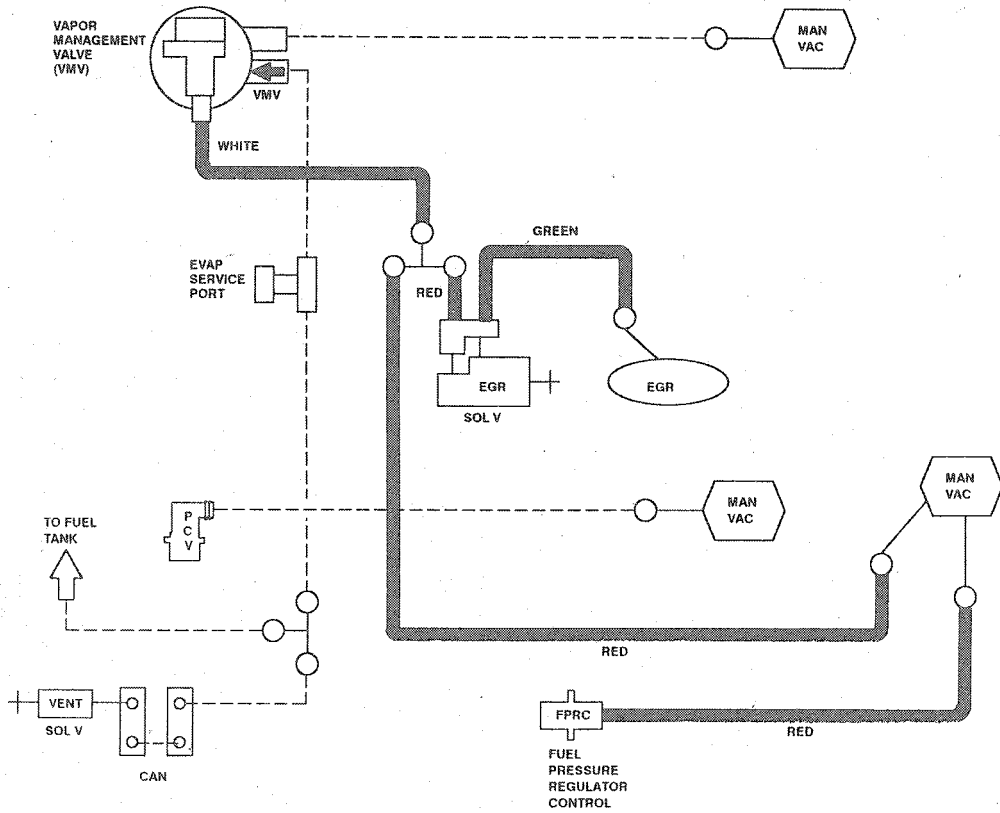 VAPOR
MANAGEMENT
VALVE
(VMV)
MAN
VAC
VMV
WHITE
GREEN
EVAP
SERVICE
PORT
RED
EGR
SOL V
EGR
MAN
VAC
MAN
VAC
P
C
V
TO FUEL
TANK
RED
VENT
SOL V
CAN
FPRC
RED
FUEL
PRESSURE
REGULATOR
CONTROL